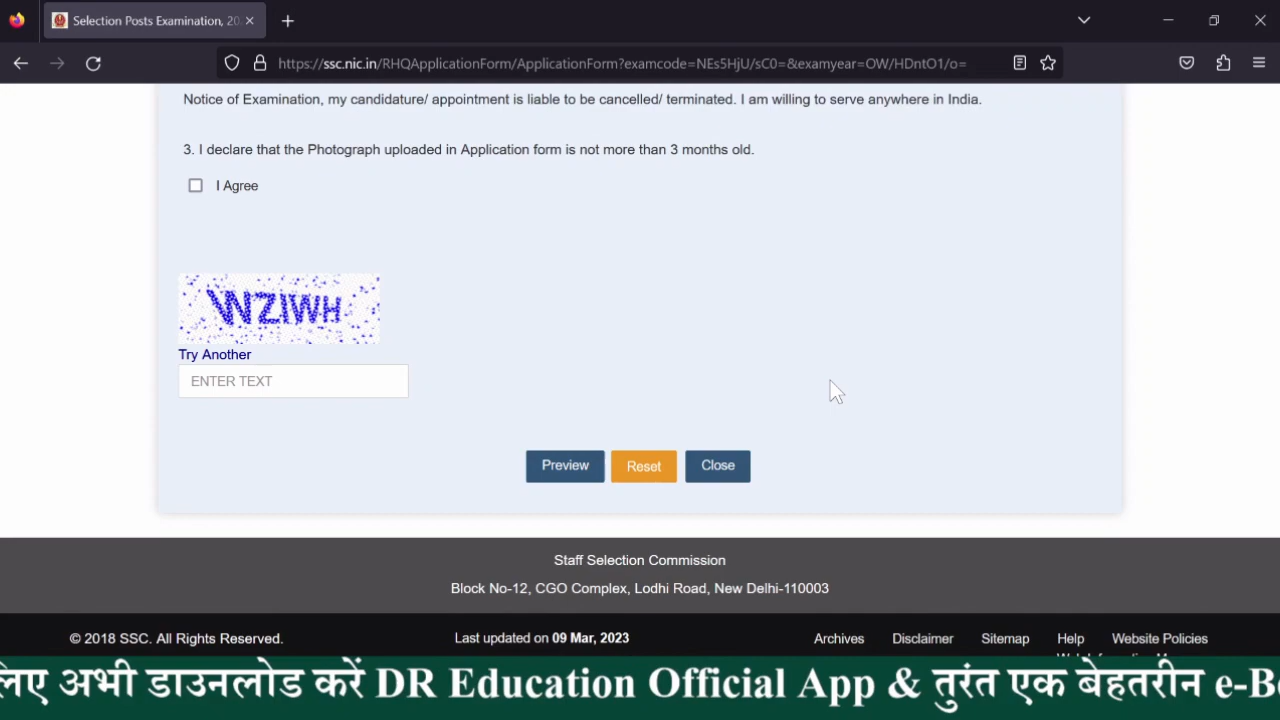 Selection Posts Examination, 20
https://ssc.nic.in/RHQApplicationForm/ApplicationForm?examcode=NEs5HjU/sC0=&examyear=OW/HDntO1/o=
Notice of Examination, my candidature/ appointment is liable to be cancelled/ terminated. I am willing to serve anywhere in India.
3. I declare that the Photograph uploaded in Application form is not more than 3 months old.
I Agree
WZIWH
Try Another
ENTER TEXT
Preview Reset Close
Staff Selection Commission
Block No-12, CGO Complex, Lodhi Road, New Delhi-110003
© 2018 SSC. All Rights Reserved. Last updated on 09 Mar, 2023 Archives Disclaimer Sitemap Help Website Policies
लिए अभी डाउनलोड करें DR Education Official App & तुरंत एक बेहतरीन e-B